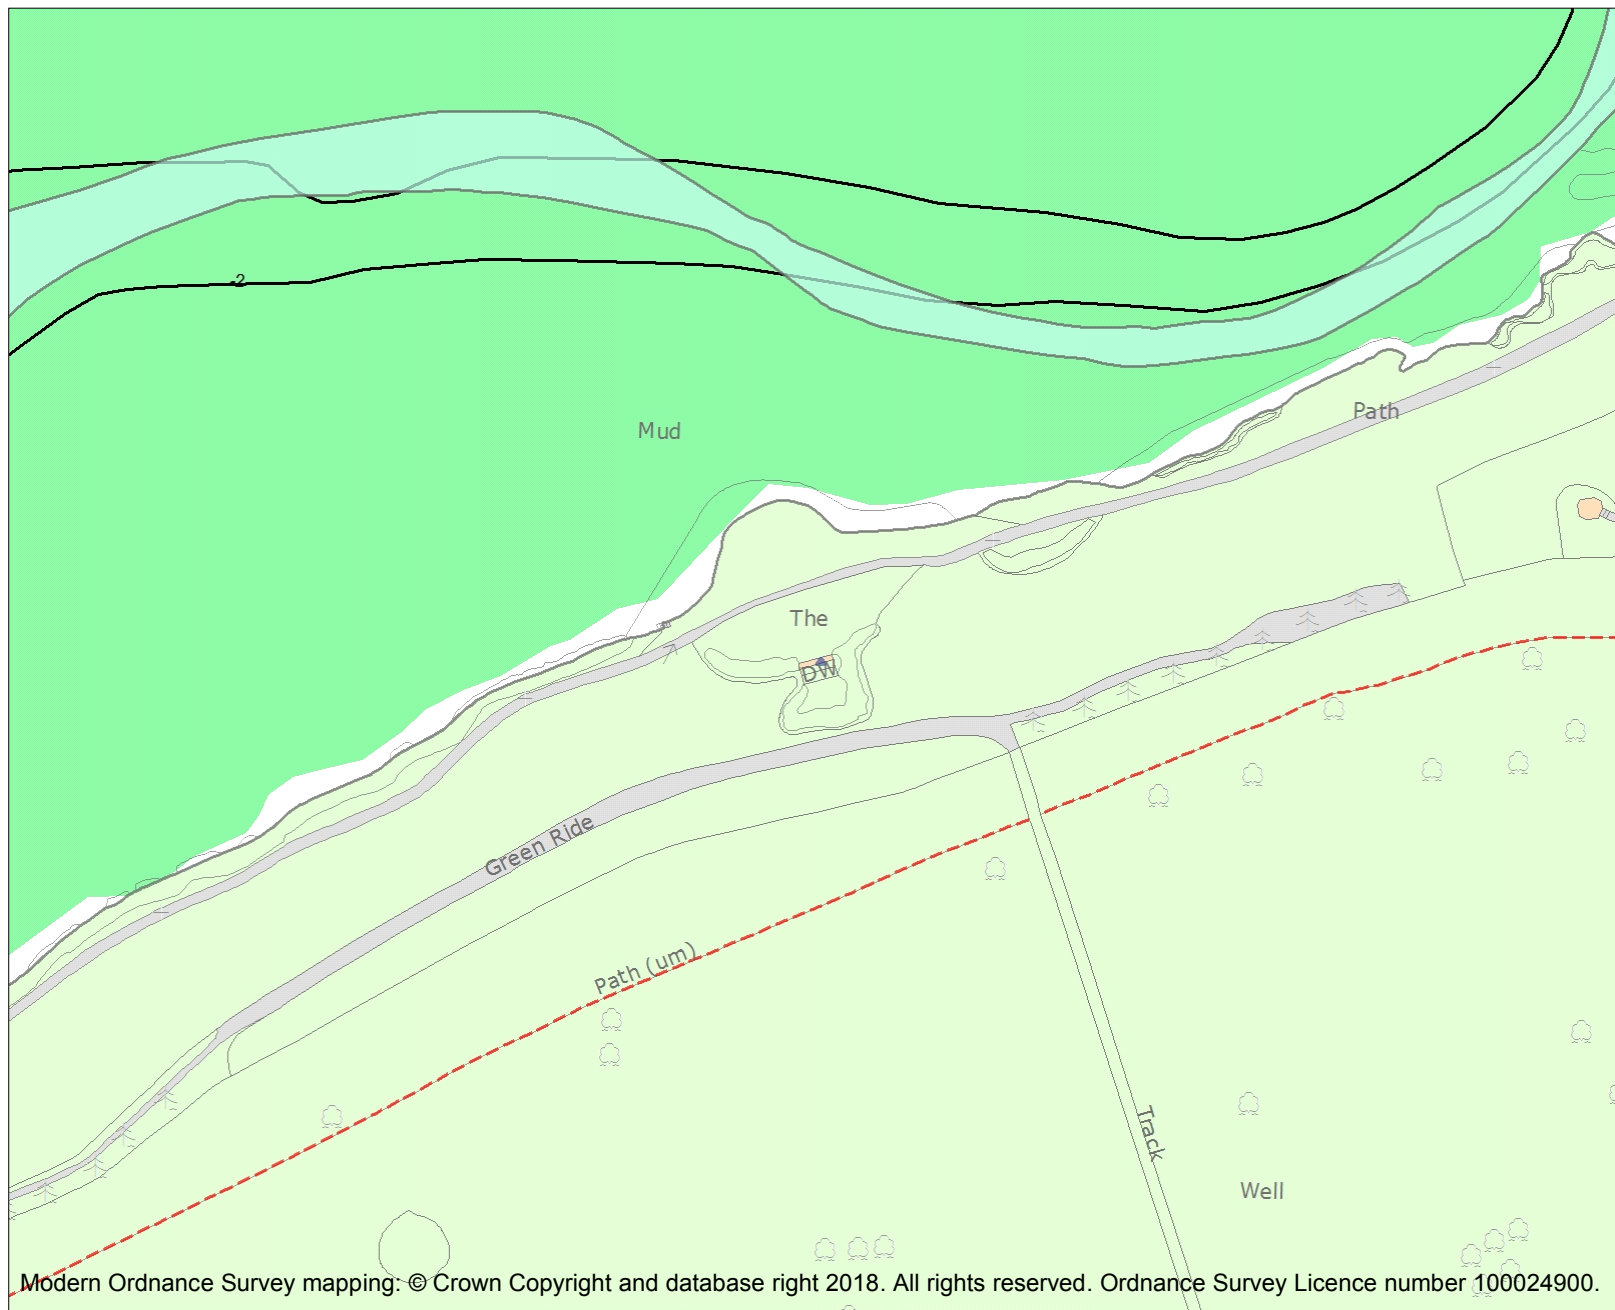 -2
Mud
Path
The
DW
Green Ride
Path (um)
Track
Well
Modern Ordnance Survey mapping: © Crown Copyright and database right 2018. All rights reserved. Ordnance Survey Licence number 100024900.